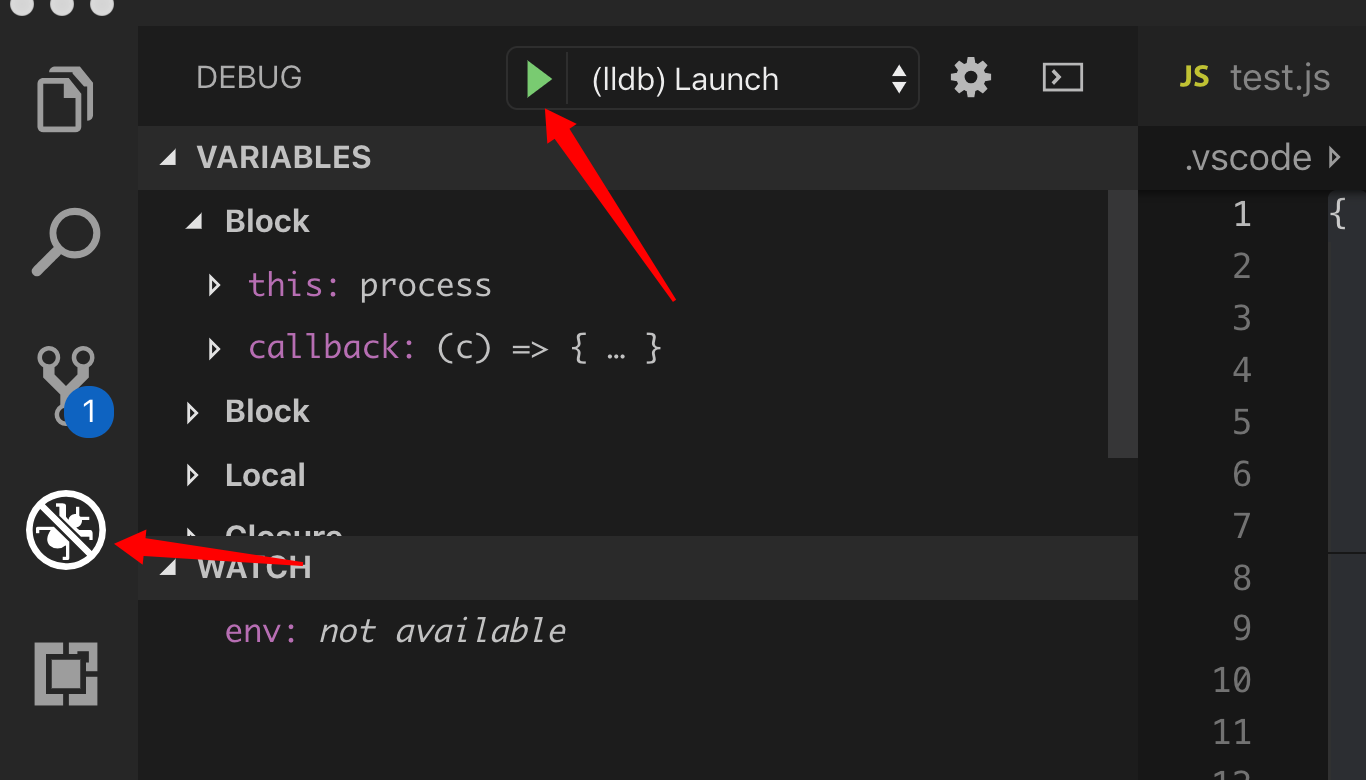 DEBUG
(lldb) Launch
JS test.js
VARIABLES
.vscode
Block
1
{
2
this: process
3
callback: (c) => { … }
4
Block
5
Local
6
Closure
7
WATCH
8
env: not available
9
10
11
12
1